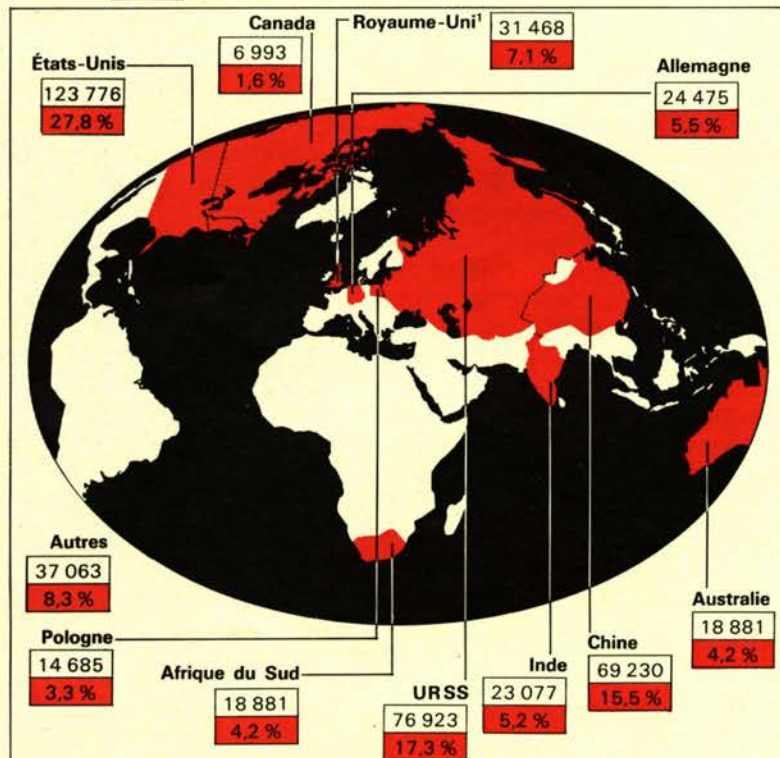 Canada
6 993
1,6 %
Royaume-Uni¹
31 468
7,1 %
États-Unis
123 776
27,8 %
Allemagne
24 475
5,5 %
Autres
37 063
8,3 %
Pologne
14 685
3,3 %
Afrique du Sud
18 881
4,2 %
URSS
76 923
17,3 %
Inde
23 077
5,2 %
Chine
69 230
15,5 %
Australie
18 881
4,2 %